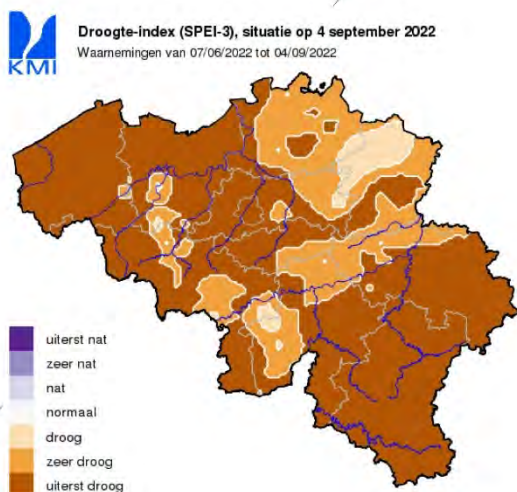 Droogte-index (SPEI-3), situatie op 4 september 2022
Waarnemingen van 07/06/2022 tot 04/09/2022
KMI
uiterst nat
zeer nat
nat
normaal
droog
zeer droog
uiterst droog